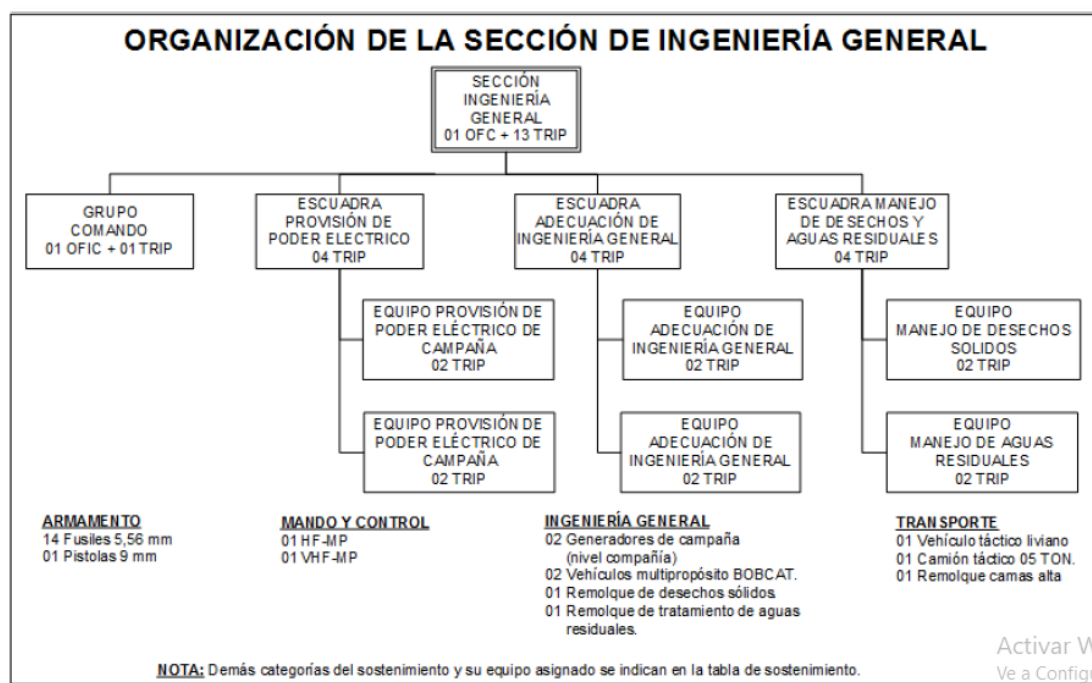 ORGANIZACIÓN DE LA SECCIÓN DE INGENIERÍA GENERAL
SECCIÓN
INGENIERÍA
GENERAL
01 OFC + 13 TRIP
GRUPO
COMANDO
01 OFIC + 01 TRIP
ESCUADRA
PROVISIÓN DE
PODER ELECTRICO
04 TRIP
ESCUADRA
ADECUACIÓN DE
INGENIERÍA GENERAL
04 TRIP
ESCUADRA MANEJO
DE DESECHOS Y
AGUAS RESIDUALES
04 TRIP
EQUIPO PROVISIÓN DE
PODER ELÉCTRICO DE
CAMPAÑA
02 TRIP
EQUIPO
ADECUACIÓN DE
INGENIERÍA GENERAL
02 TRIP
EQUIPO
MANEJO DE DESECHOS
SOLIDOS
02 TRIP
EQUIPO PROVISIÓN DE
PODER ELÉCTRICO DE
CAMPAÑA
02 TRIP
EQUIPO
ADECUACIÓN DE
INGENIERÍA GENERAL
02 TRIP
EQUIPO
MANEJO DE AGUAS
RESIDUALES
02 TRIP
ARMAMENTO
14 Fusiles 5,56 mm
01 Pistolas 9 mm
MANDO Y CONTROL
01 HF-MP
01 VHF-MP
INGENIERÍA GENERAL
02 Generadores de campaña
(nivel compañía)
02 Vehículos multipropósito BOBCAT.
01 Remolque de desechos sólidos.
01 Remolque de tratamiento de aguas
residuales.
TRANSPORTE
01 Vehículo táctico liviano
01 Camión táctico 05 TON.
01 Remolque camas alta
NOTA: Demás categorías del sostenimiento y su equipo asignado se indican en la tabla de sostenimiento.
Activar W
Ve a Config